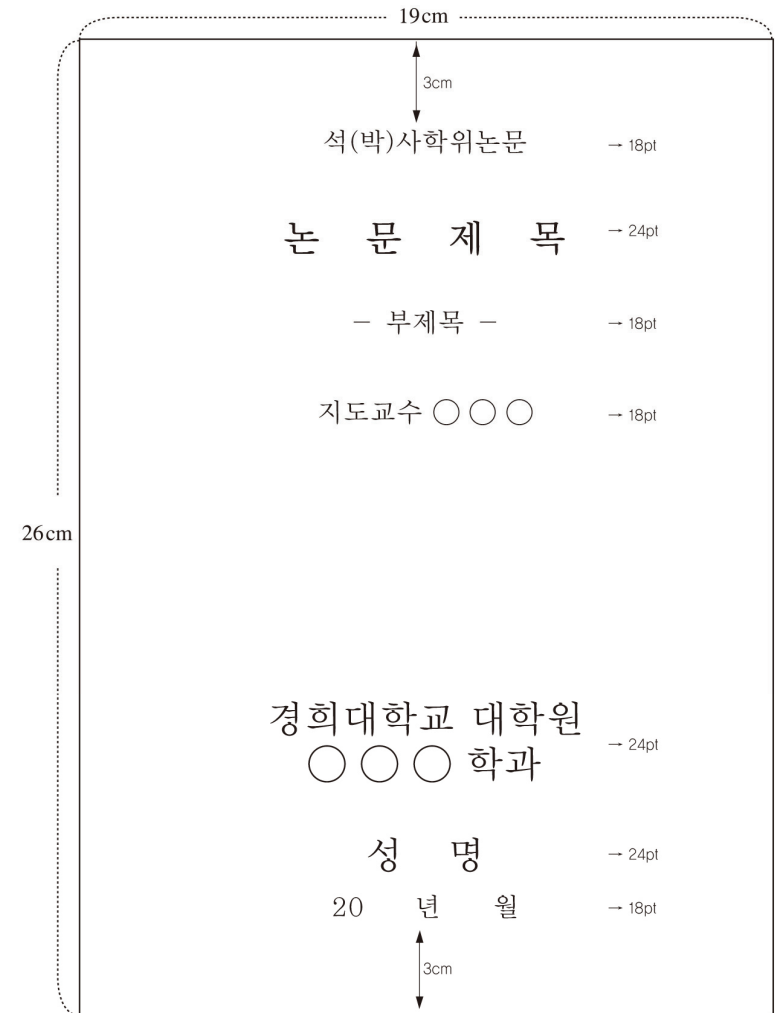 19cm
3cm
석(박)사학위논문 → 18pt
논 문 제 목 → 24pt
– 부제목 – → 18pt
지도교수 ○ ○ ○ → 18pt
26cm
경희대학교 대학원
○ ○ ○ 학과 → 24pt
성 명 → 24pt
20 년 월 → 18pt
3cm